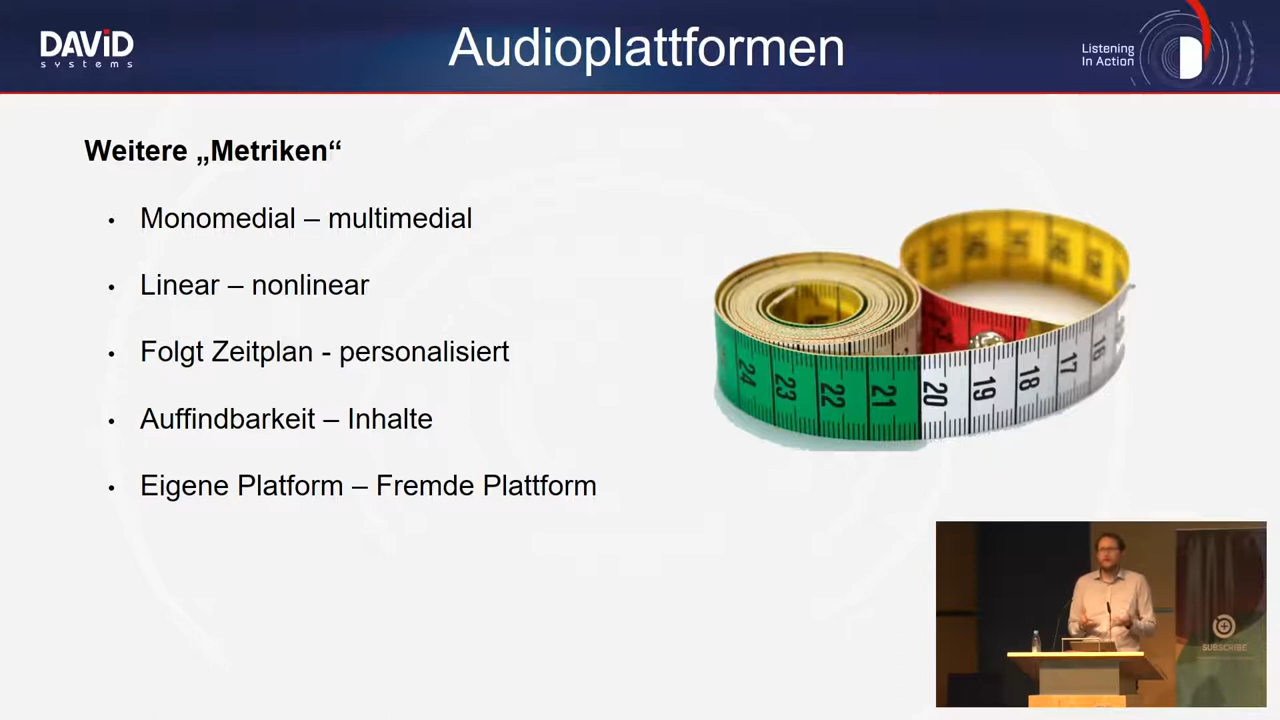 DAViD
systems
Audioplattformen
Listening
In Action
Weitere „Metriken“
• Monomedial – multimedial
• Linear – nonlinear
• Folgt Zeitplan - personalisiert
• Auffindbarkeit – Inhalte
• Eigene Platform – Fremde Plattform
24 23 22 21 20 19 18 17 16
SUBSCRIBE